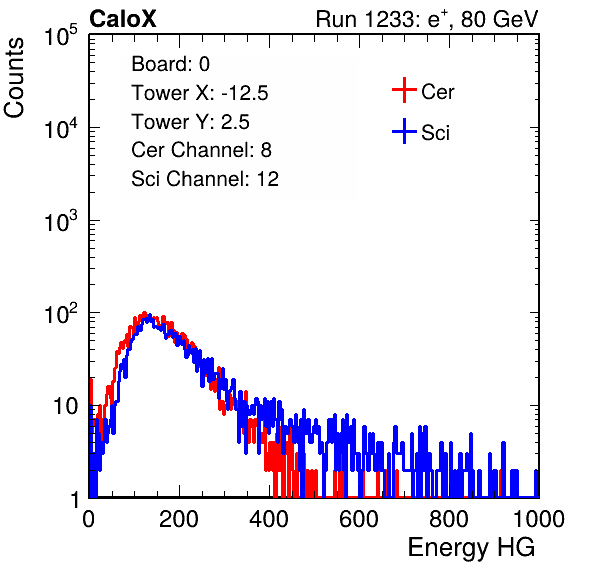 CaloX Run 1233: e⁺, 80 GeV
Counts
Board: 0
Tower X: -12.5
Tower Y: 2.5
Cer Channel: 8
Sci Channel: 12
Cer
Sci
10⁵
10⁴
10³
10²
10
1
0 200 400 600 800 1000
Energy HG